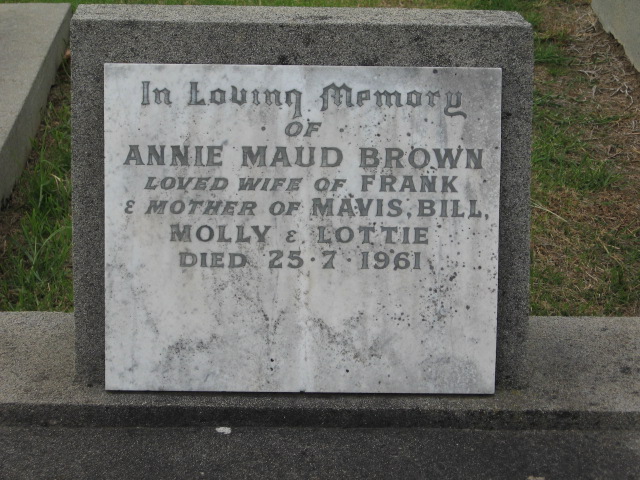 In Loving Memory
OF
ANNIE MAUD BROWN
LOVED WIFE OF FRANK
& MOTHER OF MAVIS, BILL,
MOLLY & LOTTIE
DIED 25·7·1961